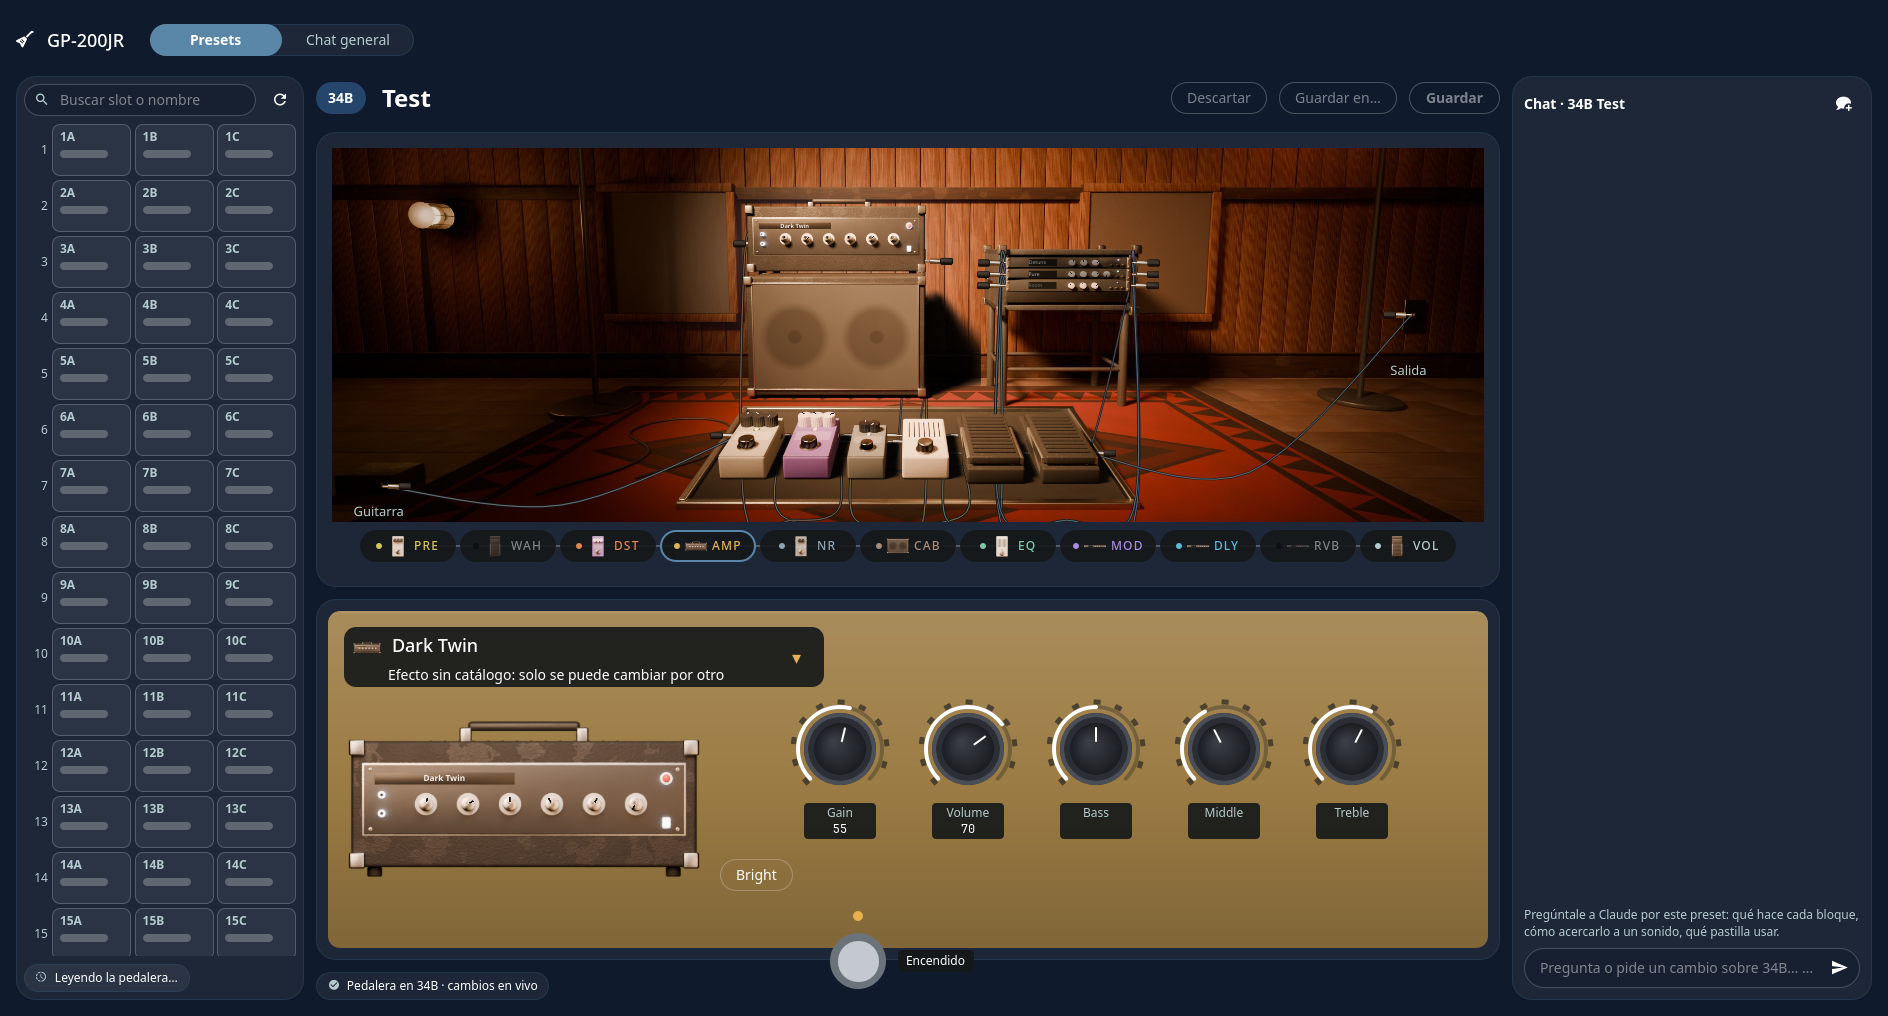 GP-200JR
Presets
Chat general
Buscar slot o nombre
1 1A 1B 1C
2 2A 2B 2C
3 3A 3B 3C
4 4A 4B 4C
5 5A 5B 5C
6 6A 6B 6C
7 7A 7B 7C
8 8A 8B 8C
9 9A 9B 9C
10 10A 10B 10C
11 11A 11B 11C
12 12A 12B 12C
13 13A 13B 13C
14 14A 14B 14C
15 15A 15B 15C
Leyendo la pedalera...
34B Test
Descartar
Guardar en...
Guardar
Dark Twin
Detune
Pure
Room
Salida
Guitarra
PRE WAH DST AMP NR CAB EQ MOD DLY RVB VOL
Dark Twin
Efecto sin catálogo: solo se puede cambiar por otro
Dark Twin
Gain Volume Bass Middle Treble
55 70
Bright
Encendido
Pedalera en 34B · cambios en vivo
Chat · 34B Test
Pregúntale a Claude por este preset: qué hace cada bloque,
cómo acercarlo a un sonido, qué pastilla usar.
Pregunta o pide un cambio sobre 34B... ...